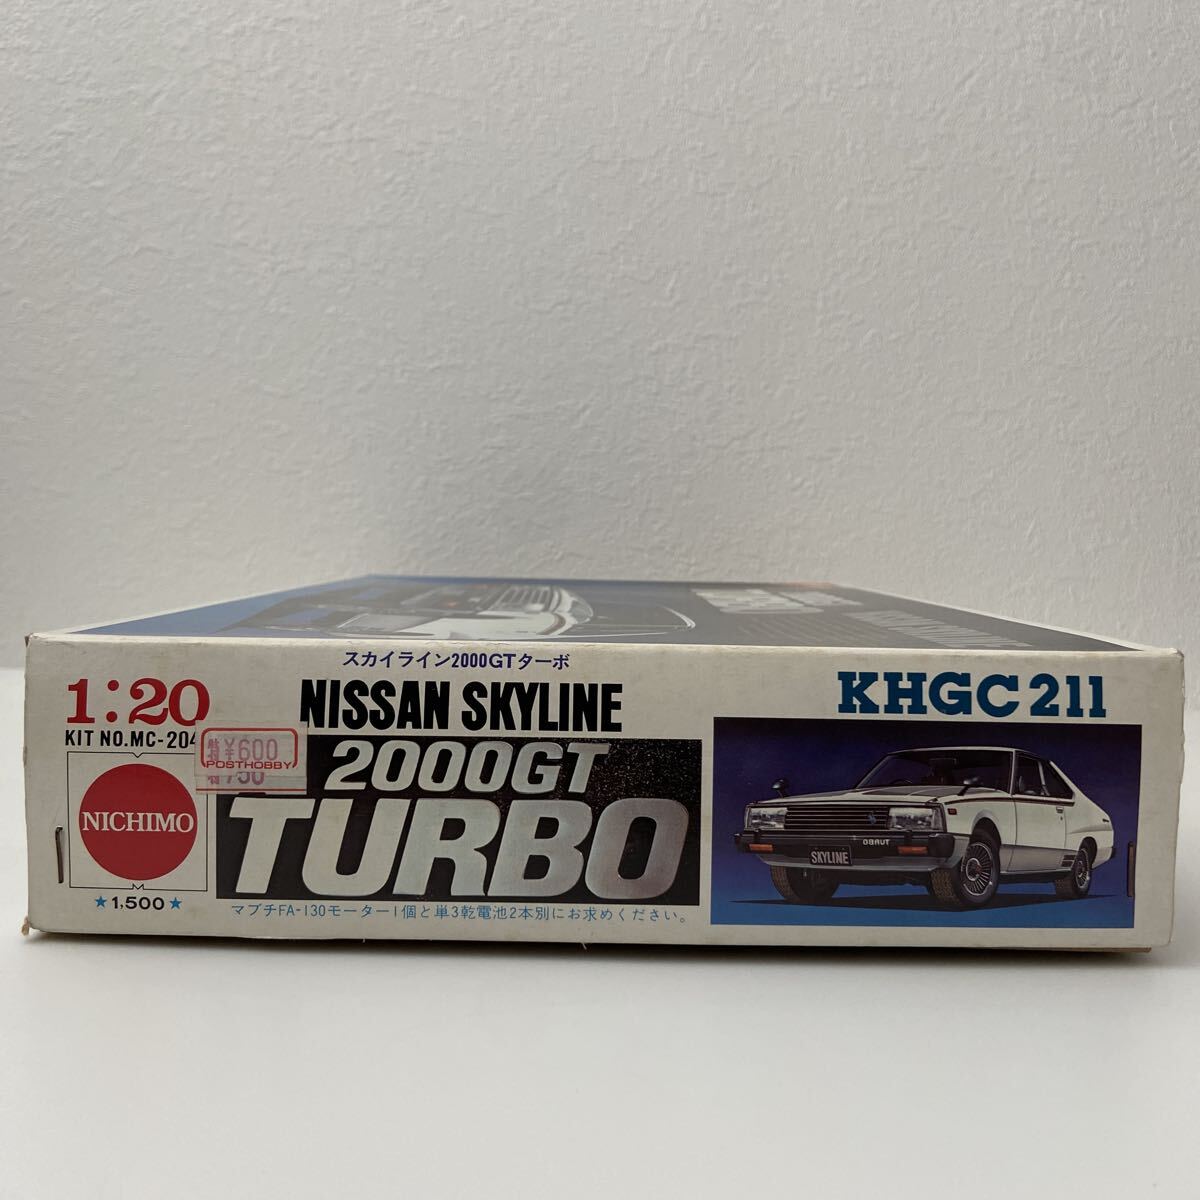 スカイライン2000GTターボ
1:20
NISSAN SKYLINE
KHGC211
KIT NO.MC-204
特¥600
POSTHOBBY
2000GT
TURBO
NICHIMO
★1,500★
マブチFA-130モーター1個と単3乾電池2本別にお求めください。
SKYLINE
OBRUT
TURBO